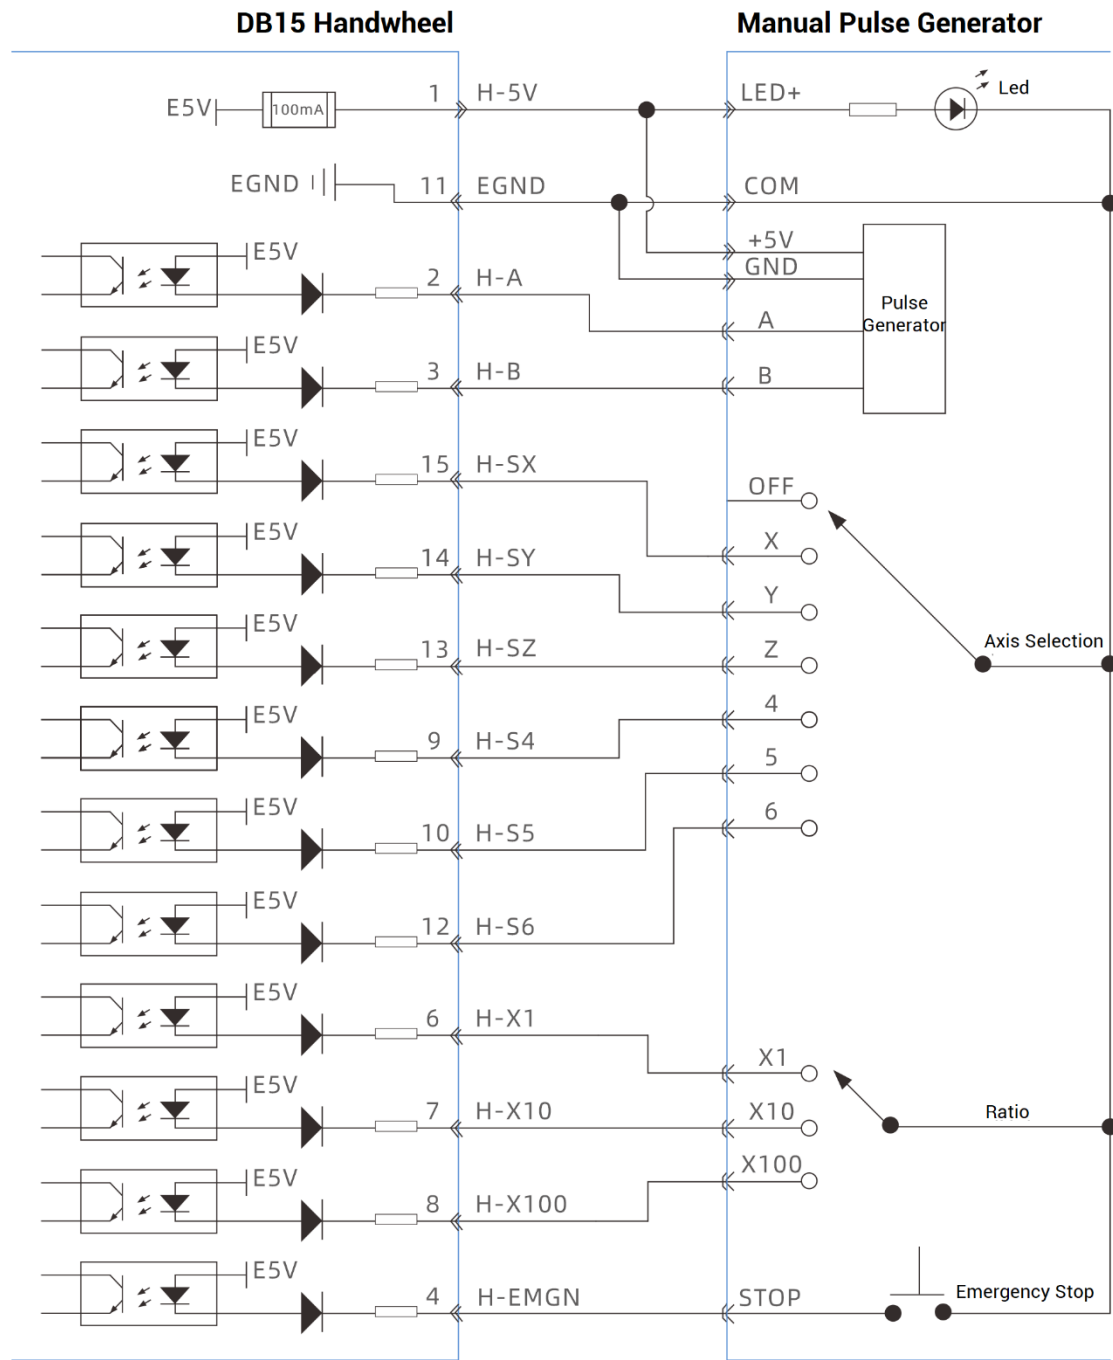 DB15 Handwheel
Manual Pulse Generator
E5V 100mA 1 H-5V LED+ Led
EGND 11 EGND COM
+5V
GND
E5V
2 H-A A
Pulse
Generator
E5V
3 H-B B
E5V
15 H-SX
OFF
X
E5V
14 H-SY Y
E5V
13 H-SZ Z Axis Selection
E5V
9 H-S4 4
5
E5V
10 H-S5 6
E5V
12 H-S6
E5V
6 H-X1 X1
E5V
7 H-X10 X10 Ratio
E5V
8 H-X100 X100
E5V
4 H-EMGN STOP Emergency Stop